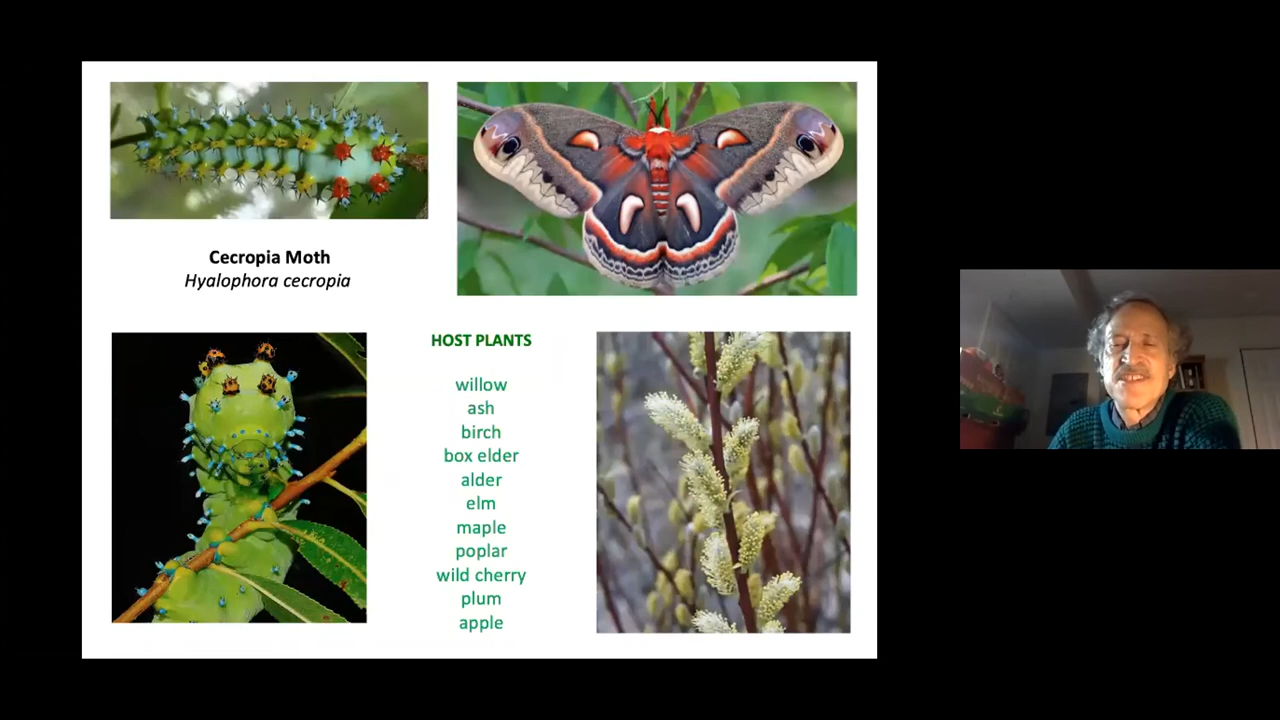 Cecropia Moth
Hyalophora cecropia
HOST PLANTS
willow
ash
birch
box elder
alder
elm
maple
poplar
wild cherry
plum
apple